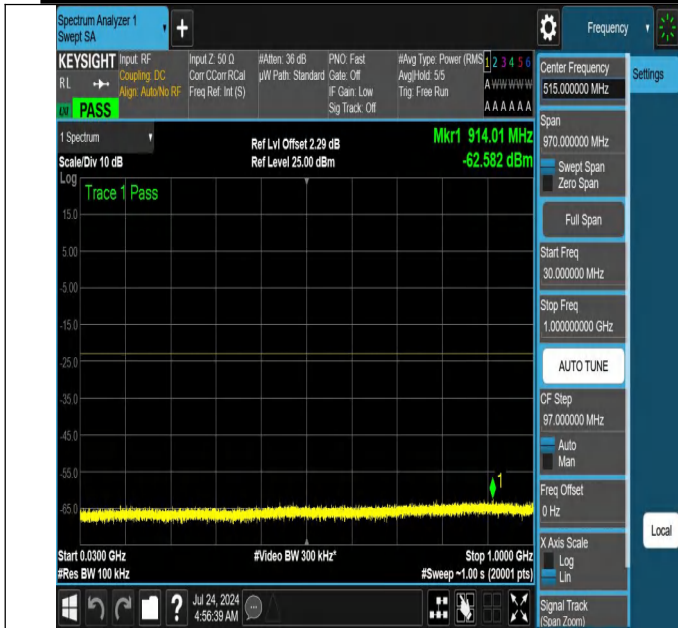 Spectrum Analyzer 1
Swept SA
Frequency
KEYSIGHT
RL
PASS
Input: RF
Coupling: DC
Align: Auto/No RF
Input Z: 50 Ω
Corr CCorr RCal
Freq Ref: Int (S)
#Atten: 36 dB
µW Path: Standard
PNO: Fast
Gate: Off
IF Gain: Low
Sig Track: Off
#Avg Type: Power (RMS
Avg|Hold: 5/5
Trig: Free Run
1 2 3 4 5 6
A W W W W W
A A A A A A
Center Frequency
515.000000 MHz
Settings
Span
970.000000 MHz
Swept Span
Zero Span
Full Span
Start Freq
30.000000 MHz
Stop Freq
1.000000000 GHz
AUTO TUNE
CF Step
97.000000 MHz
Auto
Man
Freq Offset
0 Hz
X Axis Scale
Log
Lin
Signal Track
(Span Zoom)
Local
1 Spectrum
Scale/Div 10 dB
Ref Lvl Offset 2.29 dB
Ref Level 25.00 dBm
Mkr1 914.01 MHz
-62.582 dBm
Log
Trace 1 Pass
15.0
5.00
-5.00
-15.0
-25.0
-35.0
-45.0
-55.0
-65.0
1
Start 0.0300 GHz
#Res BW 100 kHz
#Video BW 300 kHz*
Stop 1.0000 GHz
#Sweep ~1.00 s (20001 pts)
?
Jul 24, 2024
4:56:39 AM